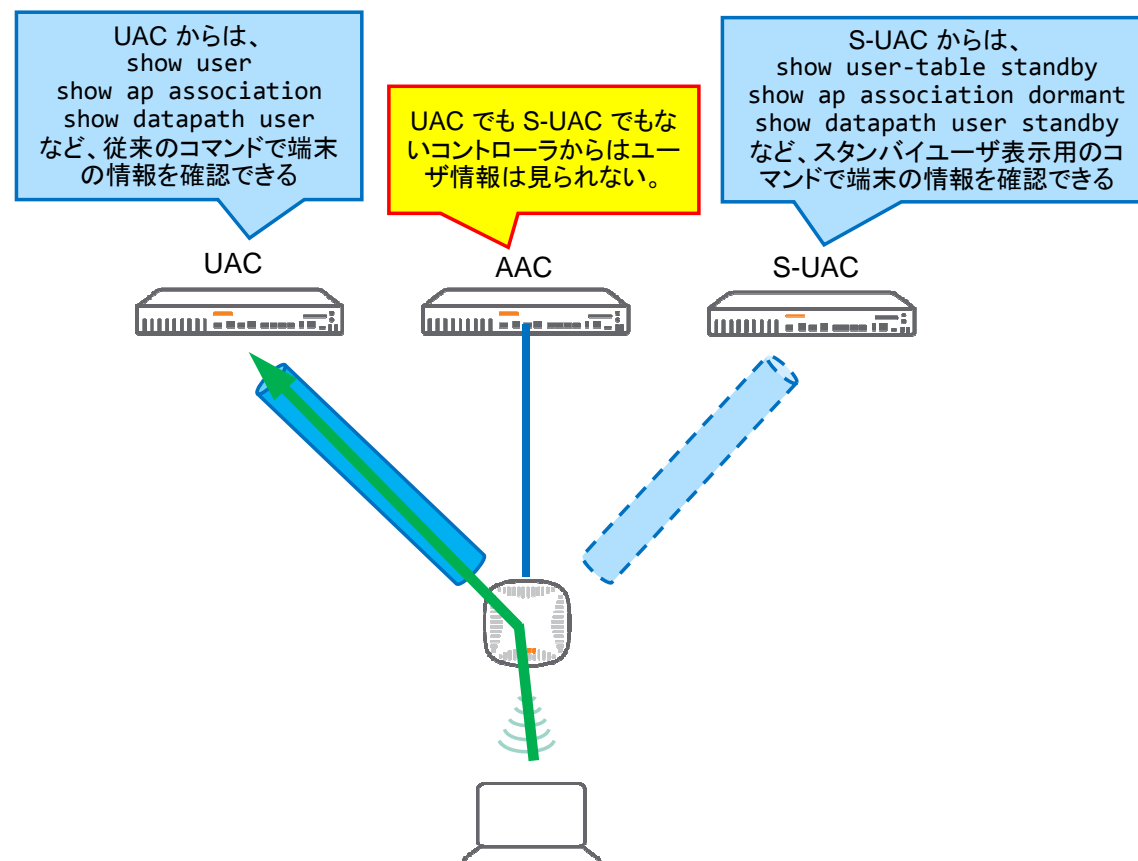 UAC からは、
show user
show ap association
show datapath user
など、従来のコマンドで端末
の情報を確認できる
UAC でも S-UAC でもな
いコントローラからはユー
ザ情報は見られない。
S-UAC からは、
show user-table standby
show ap association dormant
show datapath user standby
など、スタンバイユーザ表示用のコ
マンドで端末の情報を確認できる
UAC
AAC
S-UAC